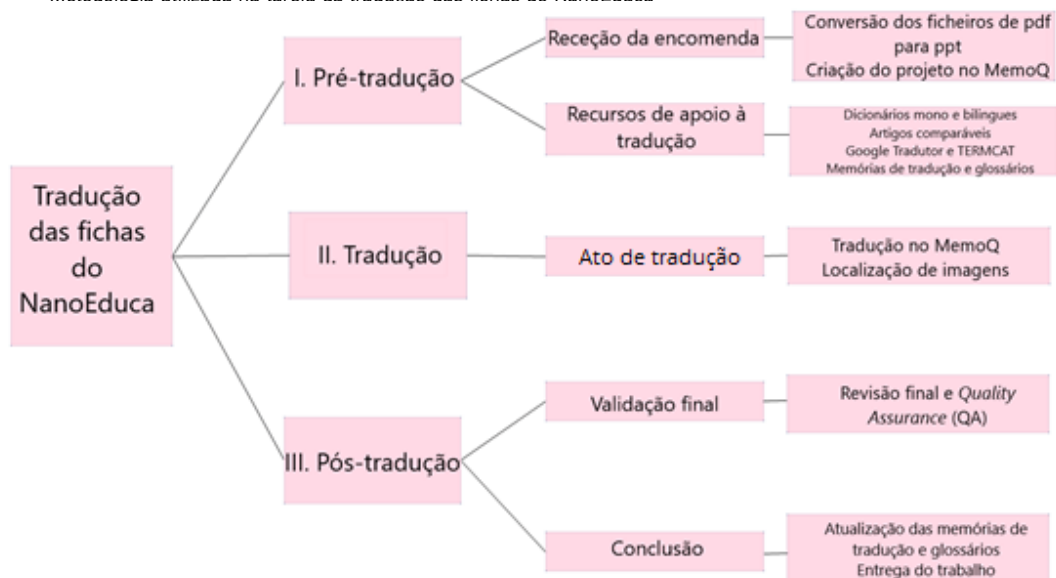 Tradução
das fichas
do
NanoEduca
I. Pré-tradução
Receção da encomenda
Conversão dos ficheiros de pdf
para ppt
Criação do projeto no MemoQ
Recursos de apoio à
tradução
Dicionários mono e bilingues
Artigos comparáveis
Google Tradutor e TERMCAT
Memórias de tradução e glossários
II. Tradução
Ato de tradução
Tradução no MemoQ
Localização de imagens
III. Pós-tradução
Validação final
Revisão final e Quality
Assurance (QA)
Conclusão
Atualização das memórias de
tradução e glossários
Entrega do trabalho